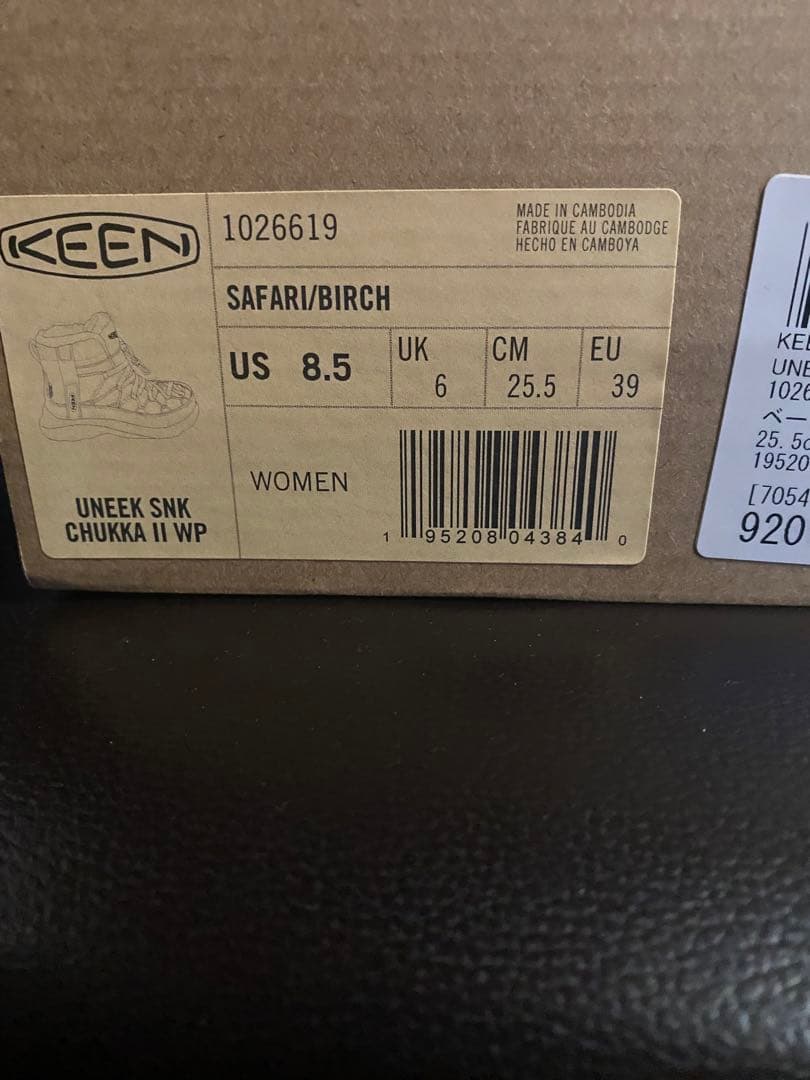 KEEN
1026619
MADE IN CAMBODIA
FABRIQUE AU CAMBODGE
HECHO EN CAMBOYA
SAFARI/BIRCH
US 8.5
UK 6
CM 25.5
EU 39
WOMEN
UNEEK SNK
CHUKKA II WP
1 95208 04384 0
KEE
UNE
1026
ベー
25.5c
19520
[7054
920